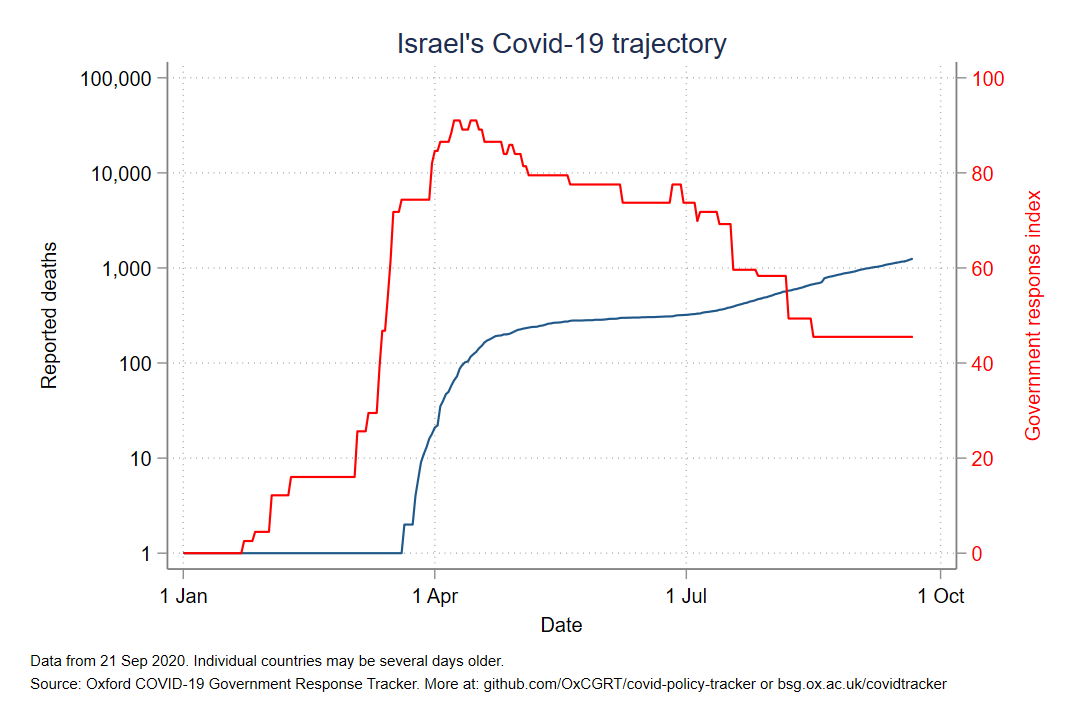 Israel's Covid-19 trajectory
100,000
10,000
1,000
100
10
1
Reported deaths
100
80
60
40
20
0
Government response index
1 Jan
1 Apr
1 Jul
1 Oct
Date
Data from 21 Sep 2020. Individual countries may be several days older.
Source: Oxford COVID-19 Government Response Tracker. More at: github.com/OxCGRT/covid-policy-tracker or bsg.ox.ac.uk/covidtracker